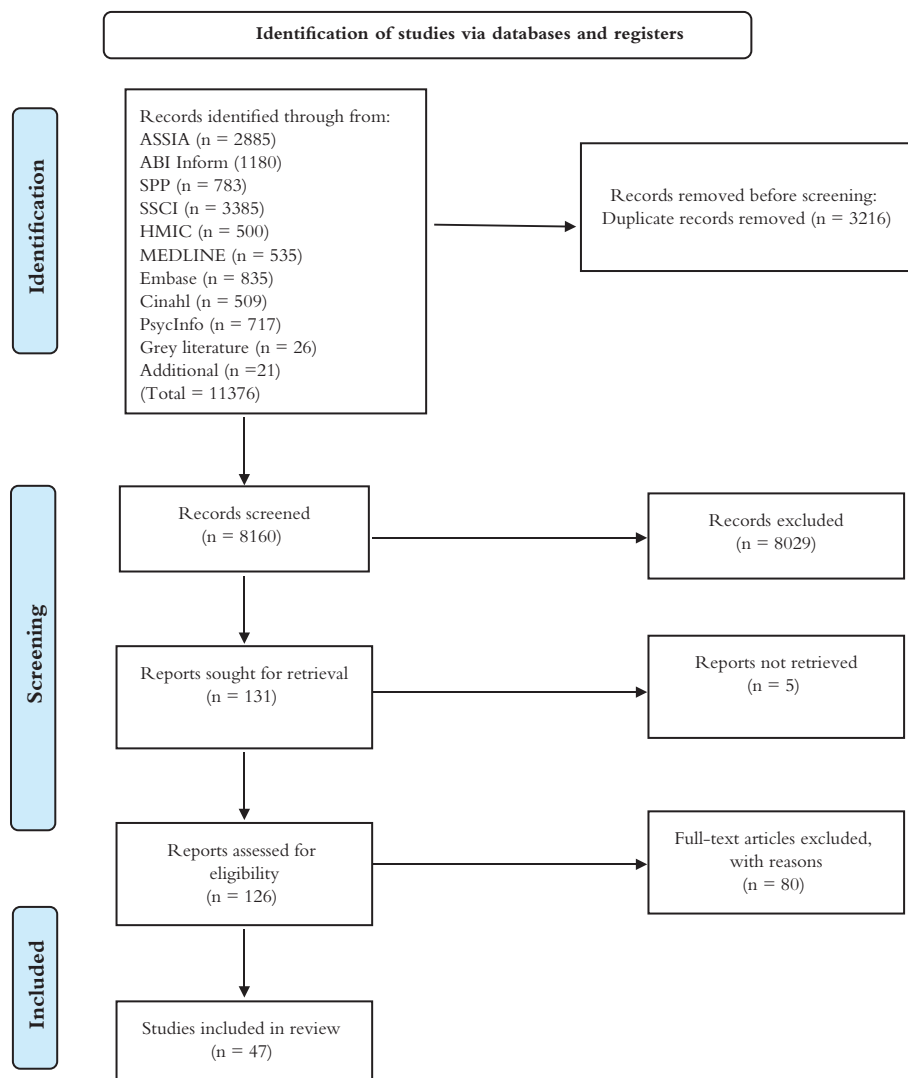 Identification of studies via databases and registers
Identification
Records identified through from:
ASSIA (n = 2885)
ABI Inform (1180)
SPP (n = 783)
SSCI (n = 3385)
HMIC (n = 500)
MEDLINE (n = 535)
Embase (n = 835)
Cinahl (n = 509)
PsycInfo (n = 717)
Grey literature (n = 26)
Additional (n =21)
(Total = 11376)
Records removed before screening:
Duplicate records removed (n = 3216)
Screening
Records screened
(n = 8160)
Records excluded
(n = 8029)
Reports sought for retrieval
(n = 131)
Reports not retrieved
(n = 5)
Reports assessed for
eligibility
(n = 126)
Full-text articles excluded,
with reasons
(n = 80)
Included
Studies included in review
(n = 47)